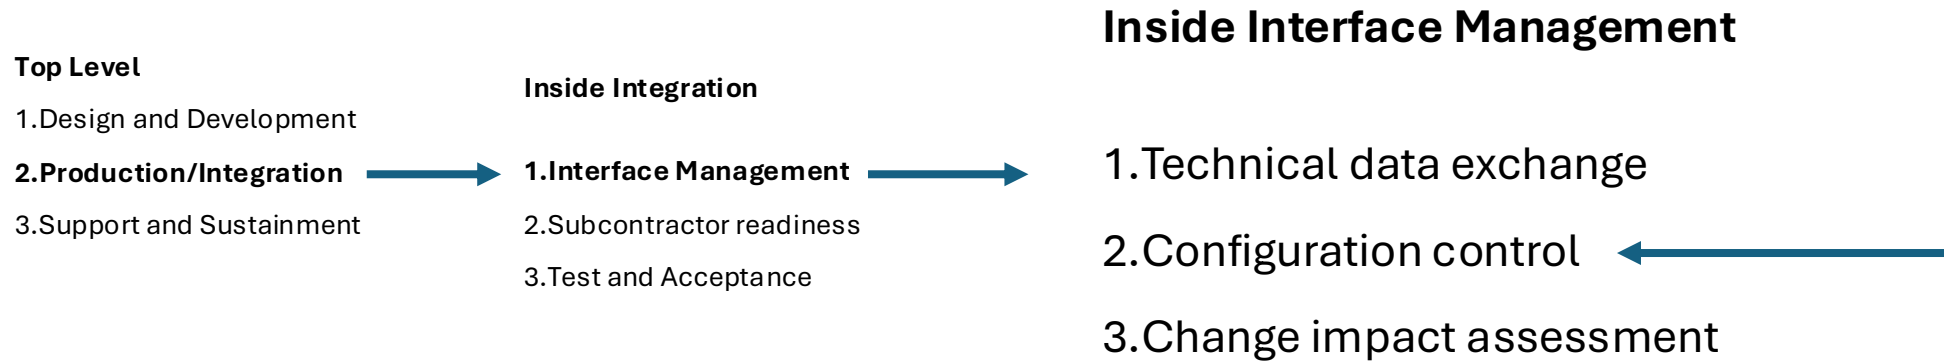 Top Level
1.Design and Development
2.Production/Integration
3.Support and Sustainment
Inside Integration
1.Interface Management
2.Subcontractor readiness
3.Test and Acceptance
Inside Interface Management
1.Technical data exchange
2.Configuration control
3.Change impact assessment